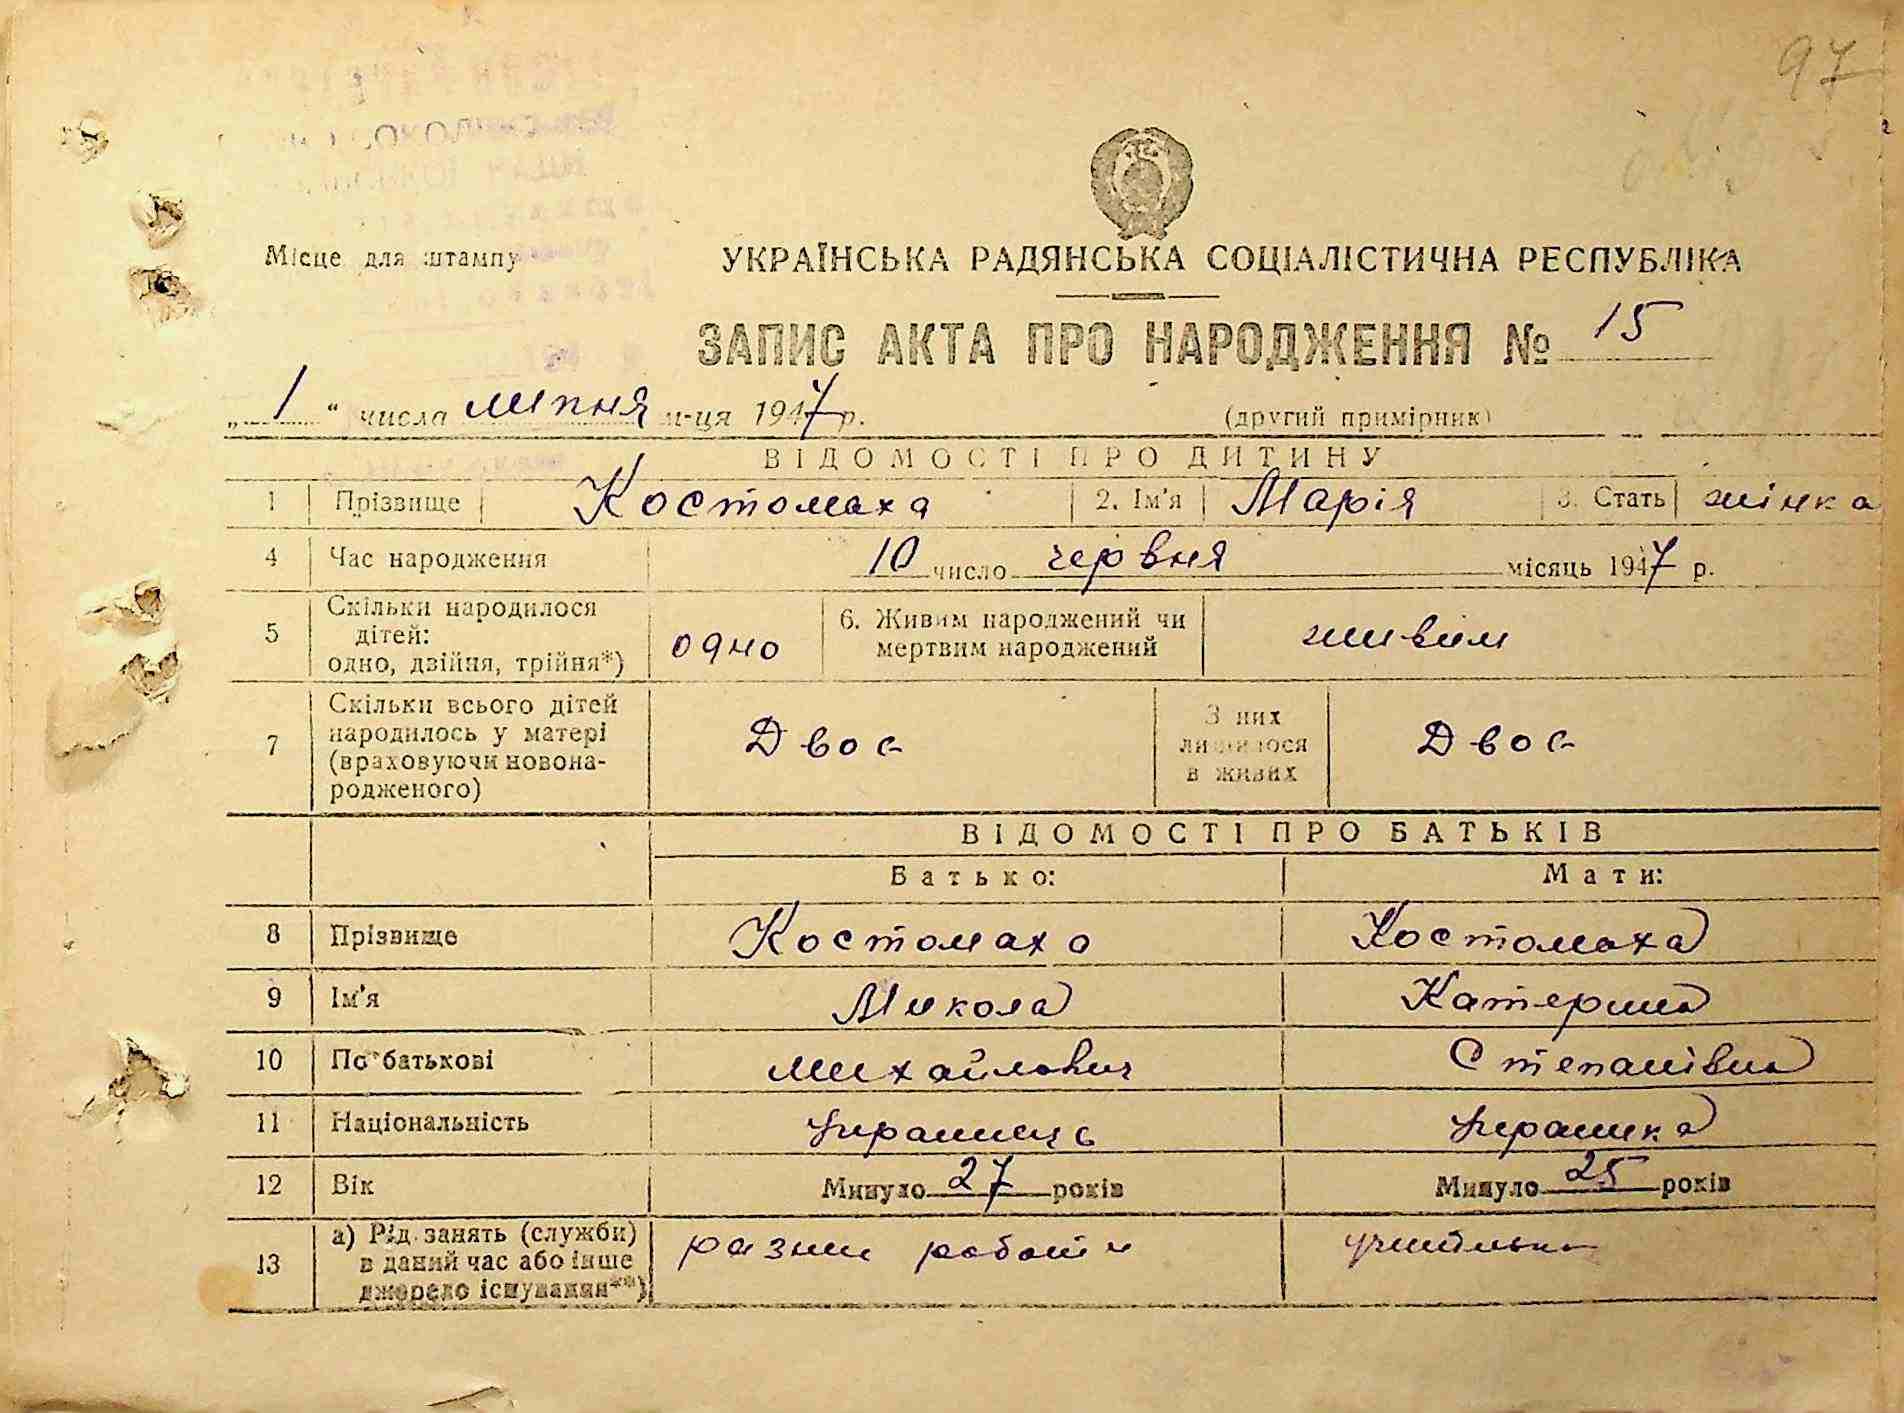 97
Місце для штампу
УКРАЇНСЬКА РАДЯНСЬКА СОЦІАЛІСТИЧНА РЕСПУБЛІКА
ЗАПИС АКТА ПРО НАРОДЖЕННЯ № 15
„ 1 “ числа липня м-ця 1947 р. (другий примірник)
ВІДОМОСТІ ПРО ДИТИНУ
1 Прізвище Костомаха 2. Ім'я Марія 3. Стать жінка
4 Час народження 10 число червня місяць 1947 р.
5 Скільки народилося дітей: одно, двійня, трійня*) одно 6. Живим народжений чи мертвим народжений живим
7 Скільки всього дітей народилось у матері (враховуючи новона-родженого) Двоє З них лишилося в живих Двоє
ВІДОМОСТІ ПРО БАТЬКІВ
Батько: Мати:
8 Прізвище Костомаха Костомаха
9 Ім'я Микола Катерина
10 По батькові Михайлович Степанівна
11 Національність Українець Українка
12 Вік Минуло 27 років Минуло 25 років
13 а) Рід занять (служби) в даний час або інше джерело існування**) разни роботи учителька